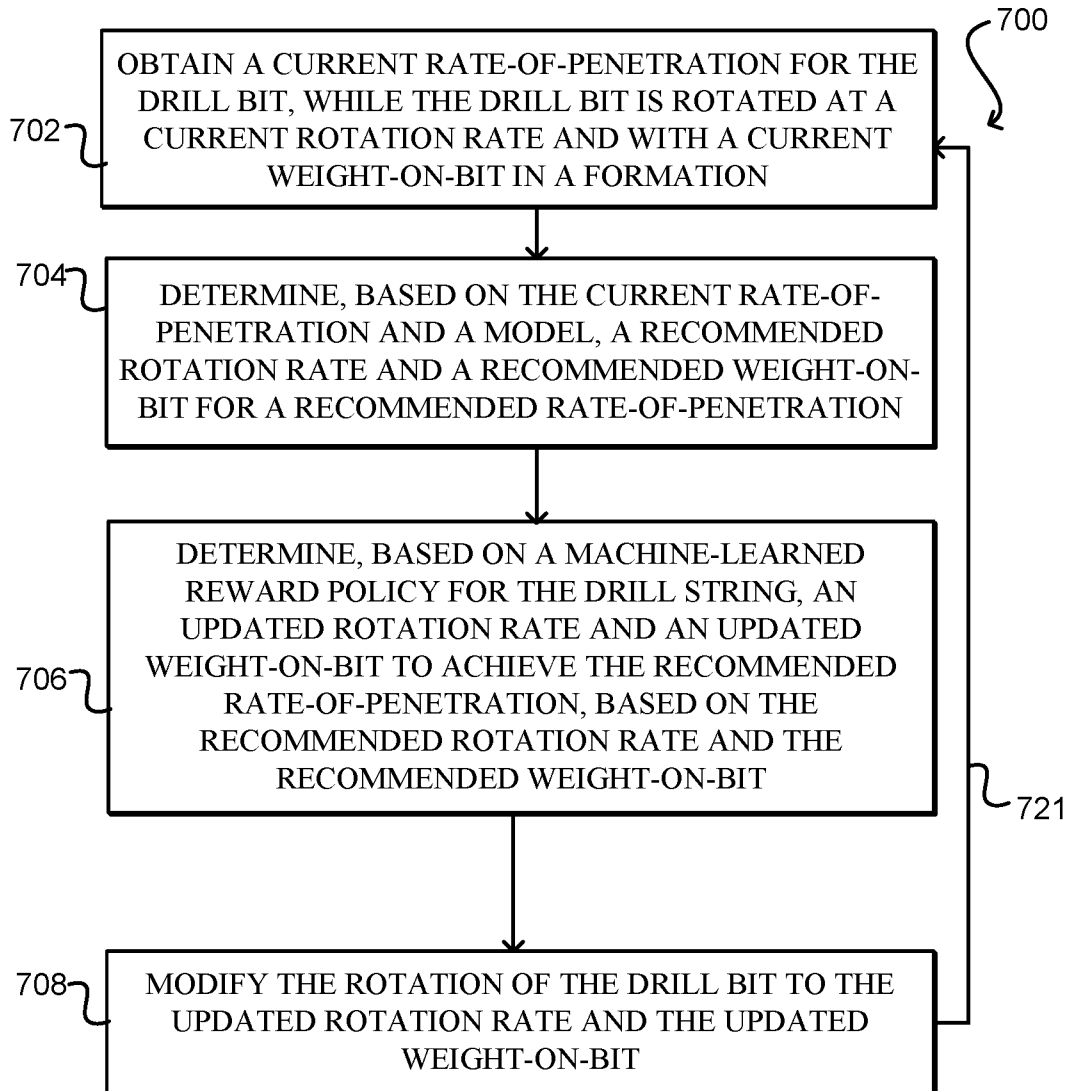 700
OBTAIN A CURRENT RATE-OF-PENETRATION FOR THE
DRILL BIT, WHILE THE DRILL BIT IS ROTATED AT A
CURRENT ROTATION RATE AND WITH A CURRENT
WEIGHT-ON-BIT IN A FORMATION
702
704
DETERMINE, BASED ON THE CURRENT RATE-OF-
PENETRATION AND A MODEL, A RECOMMENDED
ROTATION RATE AND A RECOMMENDED WEIGHT-ON-
BIT FOR A RECOMMENDED RATE-OF-PENETRATION
DETERMINE, BASED ON A MACHINE-LEARNED
REWARD POLICY FOR THE DRILL STRING, AN
UPDATED ROTATION RATE AND AN UPDATED
WEIGHT-ON-BIT TO ACHIEVE THE RECOMMENDED
RATE-OF-PENETRATION, BASED ON THE
RECOMMENDED ROTATION RATE AND THE
RECOMMENDED WEIGHT-ON-BIT
706
721
708
MODIFY THE ROTATION OF THE DRILL BIT TO THE
UPDATED ROTATION RATE AND THE UPDATED
WEIGHT-ON-BIT